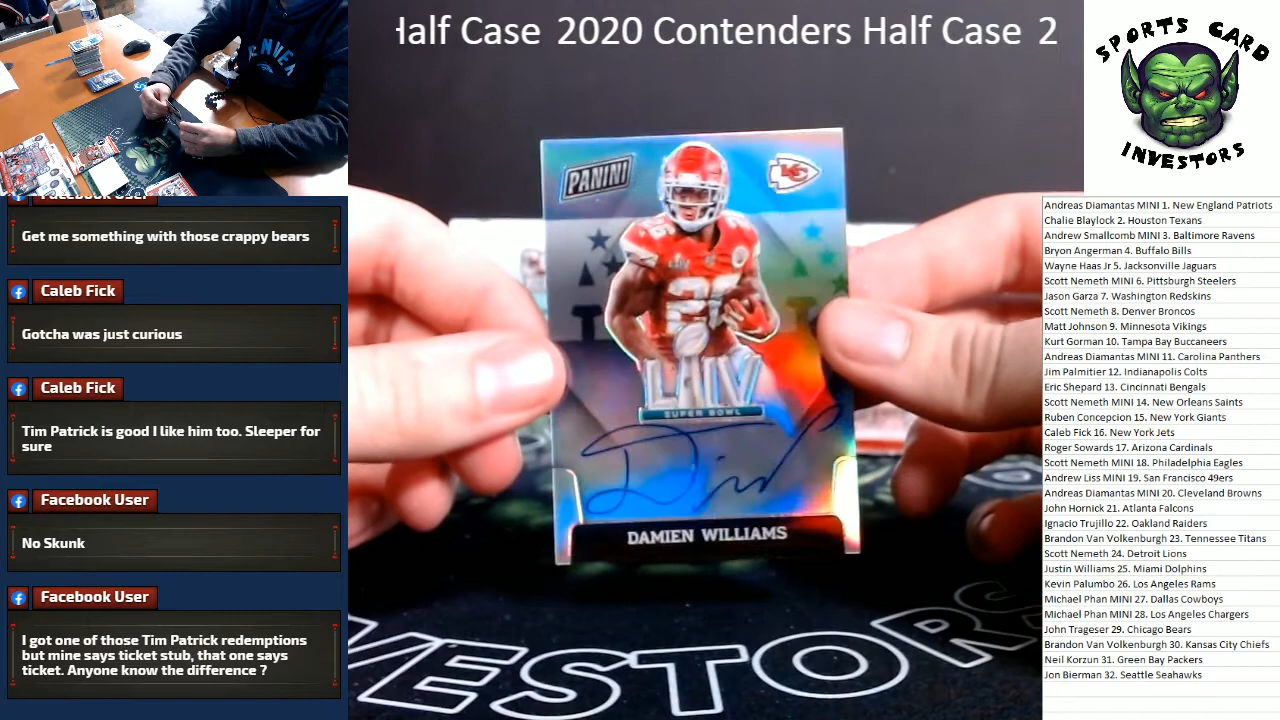 Half Case 2020 Contenders Half Case 2
SPORTS CARD
INVESTORS
Facebook User
Get me something with those crappy bears
Caleb Fick
Gotcha was just curious
Caleb Fick
Tim Patrick is good I like him too. Sleeper for
sure
Facebook User
No Skunk
Facebook User
I got one of those Tim Patrick redemptions
but mine says ticket stub, that one says
ticket. Anyone know the difference ?
PANINI
KC
26
LIV
SUPER BOWL
DAMIEN WILLIAMS
VESTORS
Andreas Diamantas MINI 1. New England Patriots
Chalie Blaylock 2. Houston Texans
Andrew Smallcomb MINI 3. Baltimore Ravens
Bryon Angerman 4. Buffalo Bills
Wayne Haas Jr 5. Jacksonville Jaguars
Scott Nemeth MINI 6. Pittsburgh Steelers
Jason Garza 7. Washington Redskins
Scott Nemeth 8. Denver Broncos
Matt Johnson 9. Minnesota Vikings
Kurt Gorman 10. Tampa Bay Buccaneers
Andreas Diamantas MINI 11. Carolina Panthers
Jim Palmitier 12. Indianapolis Colts
Eric Shepard 13. Cincinnati Bengals
Scott Nemeth MINI 14. New Orleans Saints
Ruben Concepcion 15. New York Giants
Caleb Fick 16. New York Jets
Roger Sowards 17. Arizona Cardinals
Scott Nemeth MINI 18. Philadelphia Eagles
Andrew Liss MINI 19. San Francisco 49ers
Andreas Diamantas MINI 20. Cleveland Browns
John Hornick 21. Atlanta Falcons
Ignacio Trujillo 22. Oakland Raiders
Brandon Van Volkenburgh 23. Tennessee Titans
Scott Nemeth 24. Detroit Lions
Justin Williams 25. Miami Dolphins
Kevin Palumbo 26. Los Angeles Rams
Michael Phan MINI 27. Dallas Cowboys
Michael Phan MINI 28. Los Angeles Chargers
John Trageser 29. Chicago Bears
Brandon Van Volkenburgh 30. Kansas City Chiefs
Neil Korzun 31. Green Bay Packers
Jon Bierman 32. Seattle Seahawks